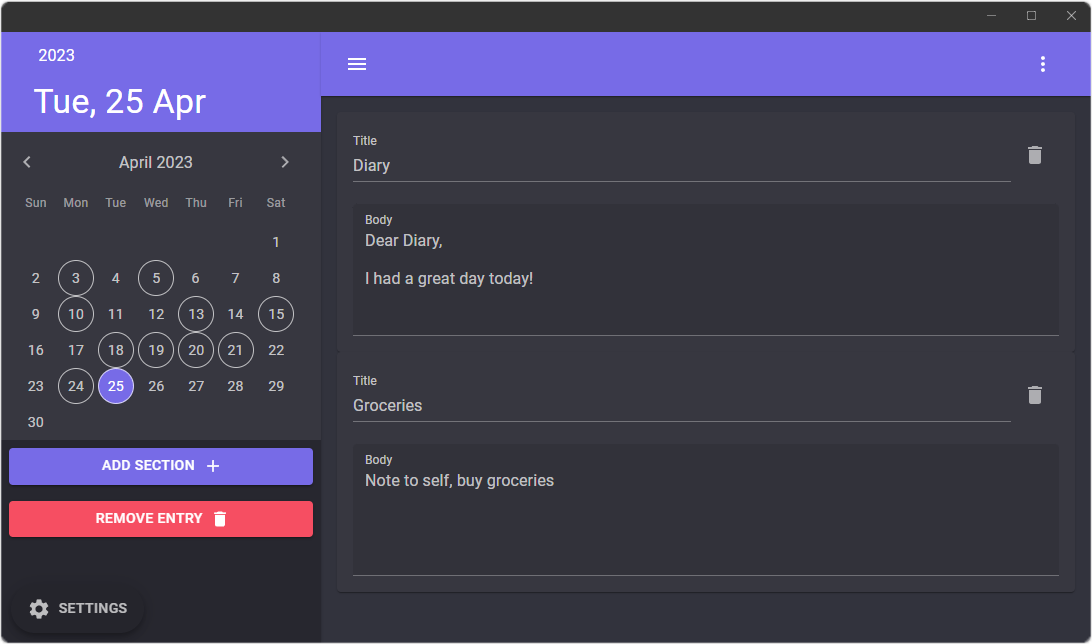 2023
Tue, 25 Apr
April 2023
Sun Mon Tue Wed Thu Fri Sat
1
2 3 4 5 6 7 8
9 10 11 12 13 14 15
16 17 18 19 20 21 22
23 24 25 26 27 28 29
30
ADD SECTION
REMOVE ENTRY
SETTINGS
Title
Diary
Body
Dear Diary,
I had a great day today!
Title
Groceries
Body
Note to self, buy groceries